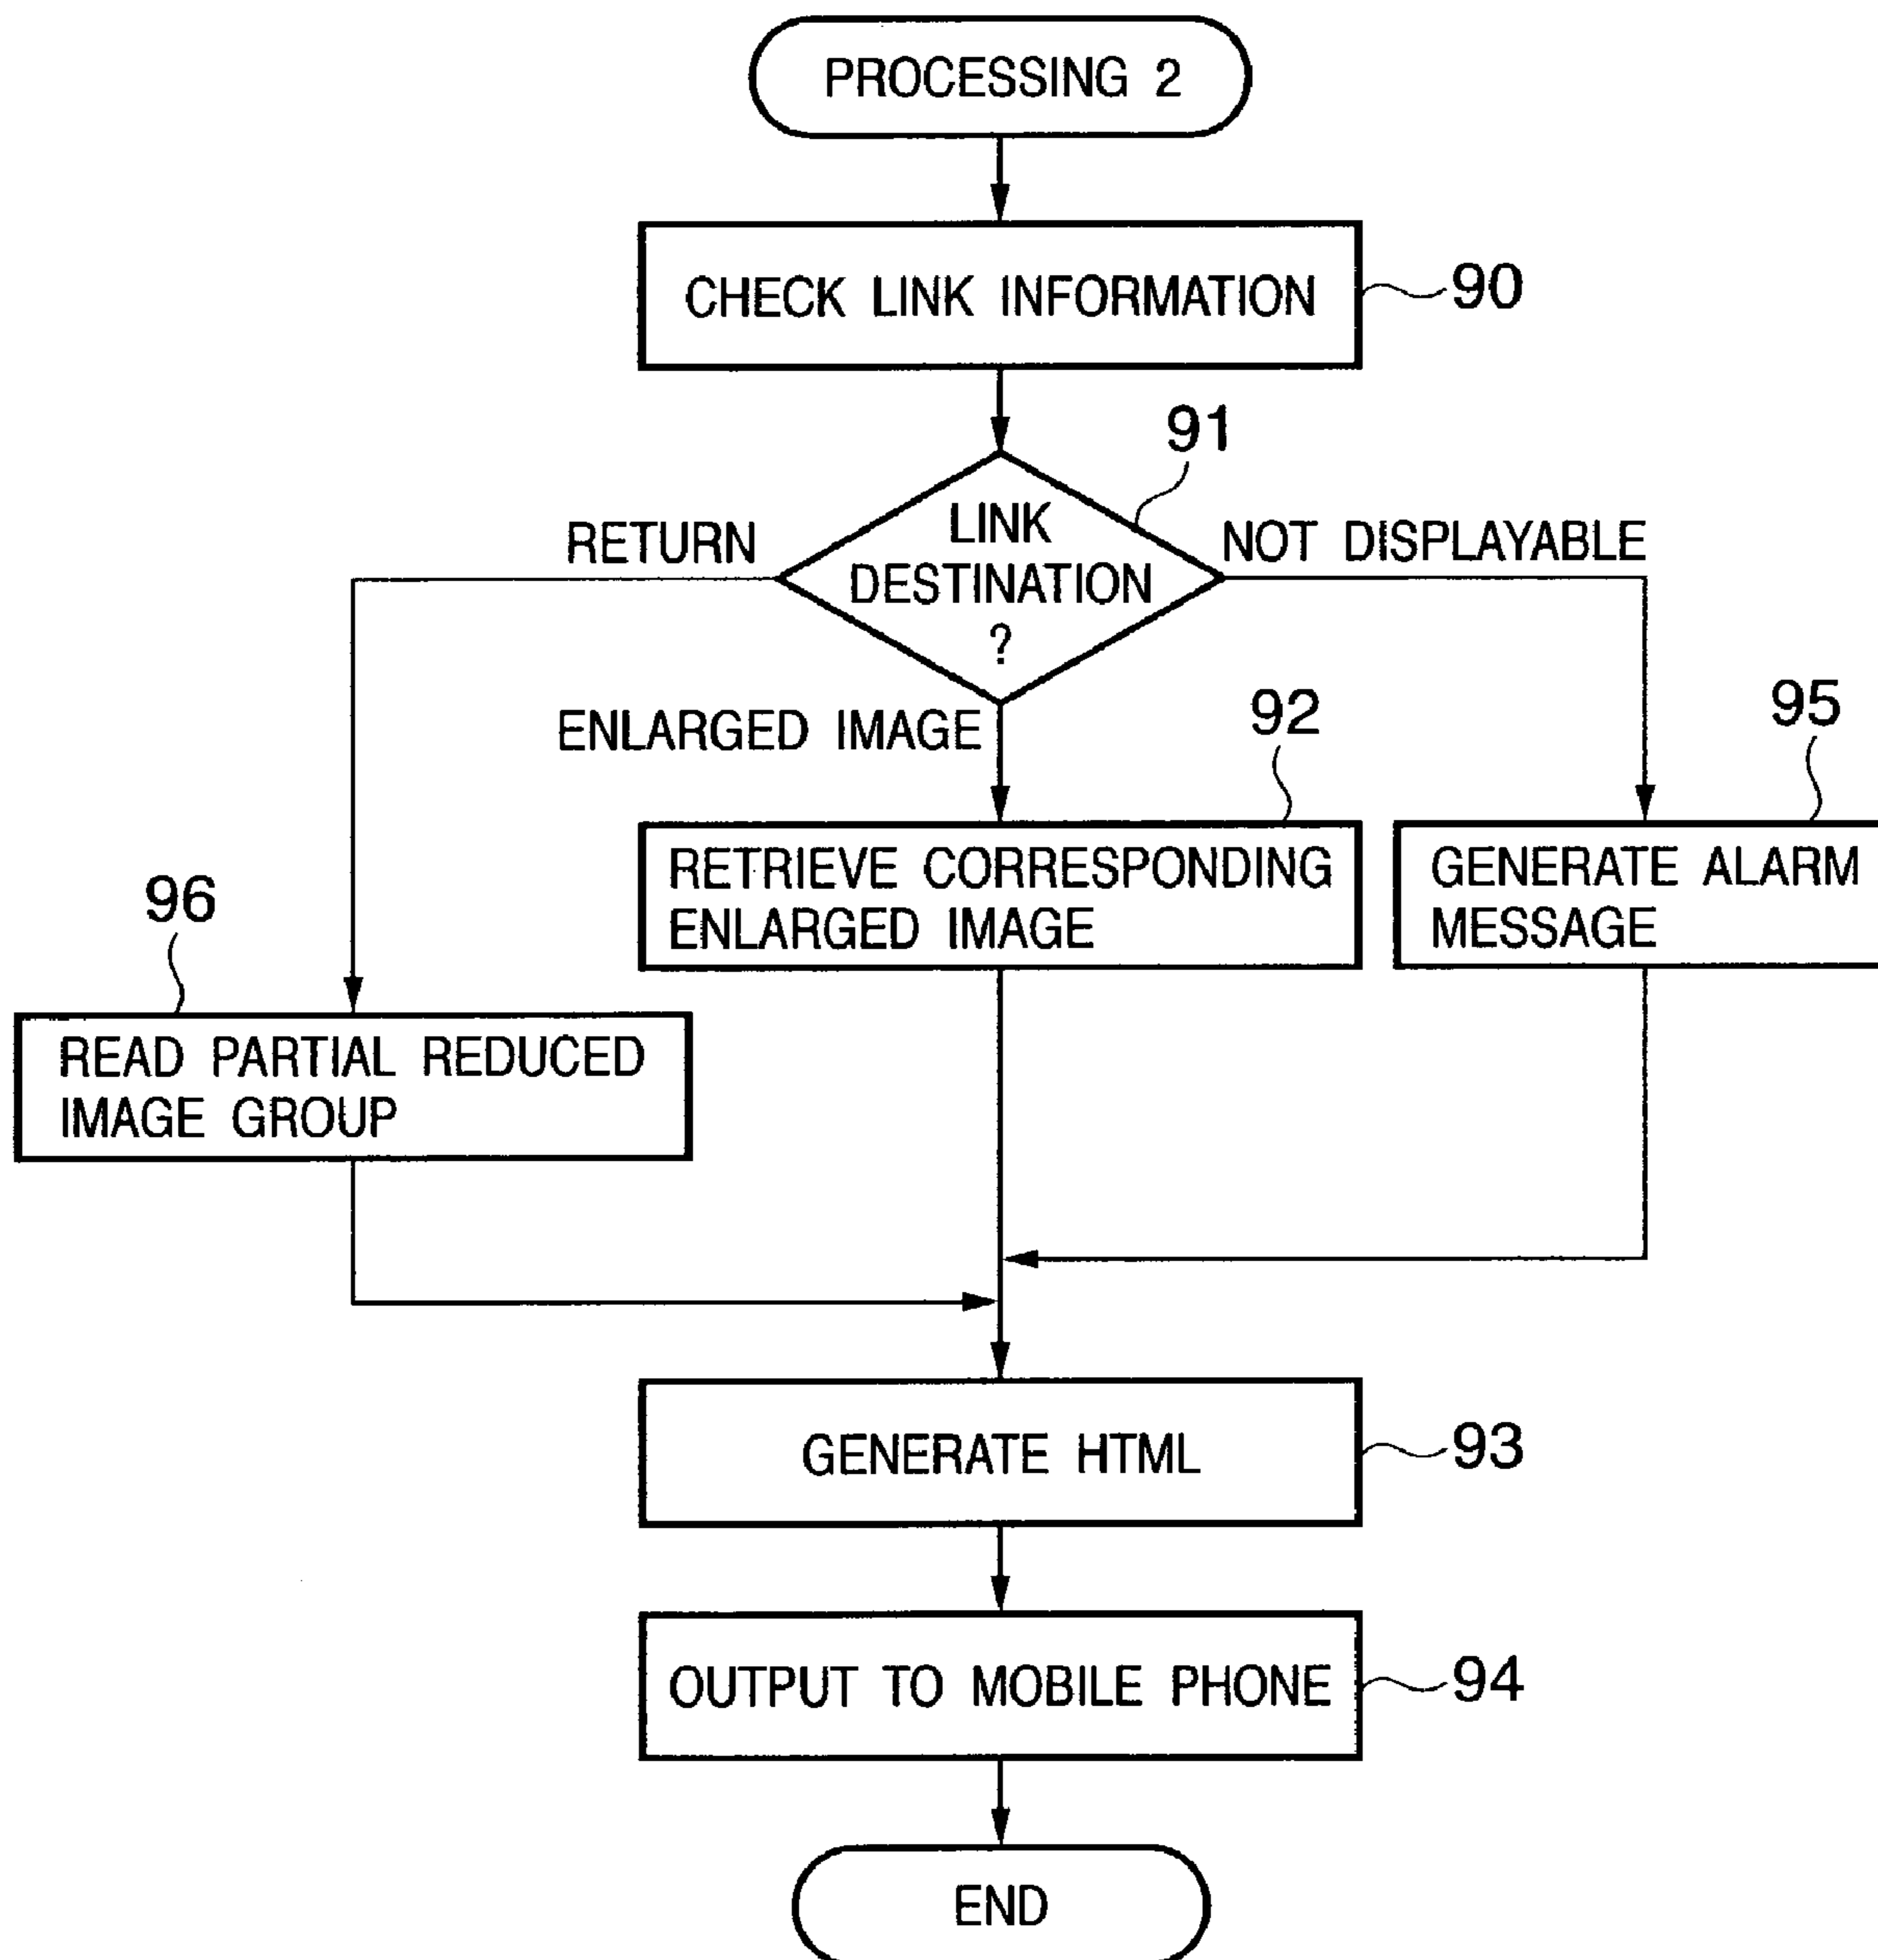 PROCESSING 2
CHECK LINK INFORMATION
90
91
LINK
DESTINATION
?
RETURN
NOT DISPLAYABLE
ENLARGED IMAGE
92
95
RETRIEVE CORRESPONDING
ENLARGED IMAGE
GENERATE ALARM
MESSAGE
96
READ PARTIAL REDUCED
IMAGE GROUP
GENERATE HTML
93
OUTPUT TO MOBILE PHONE
94
END